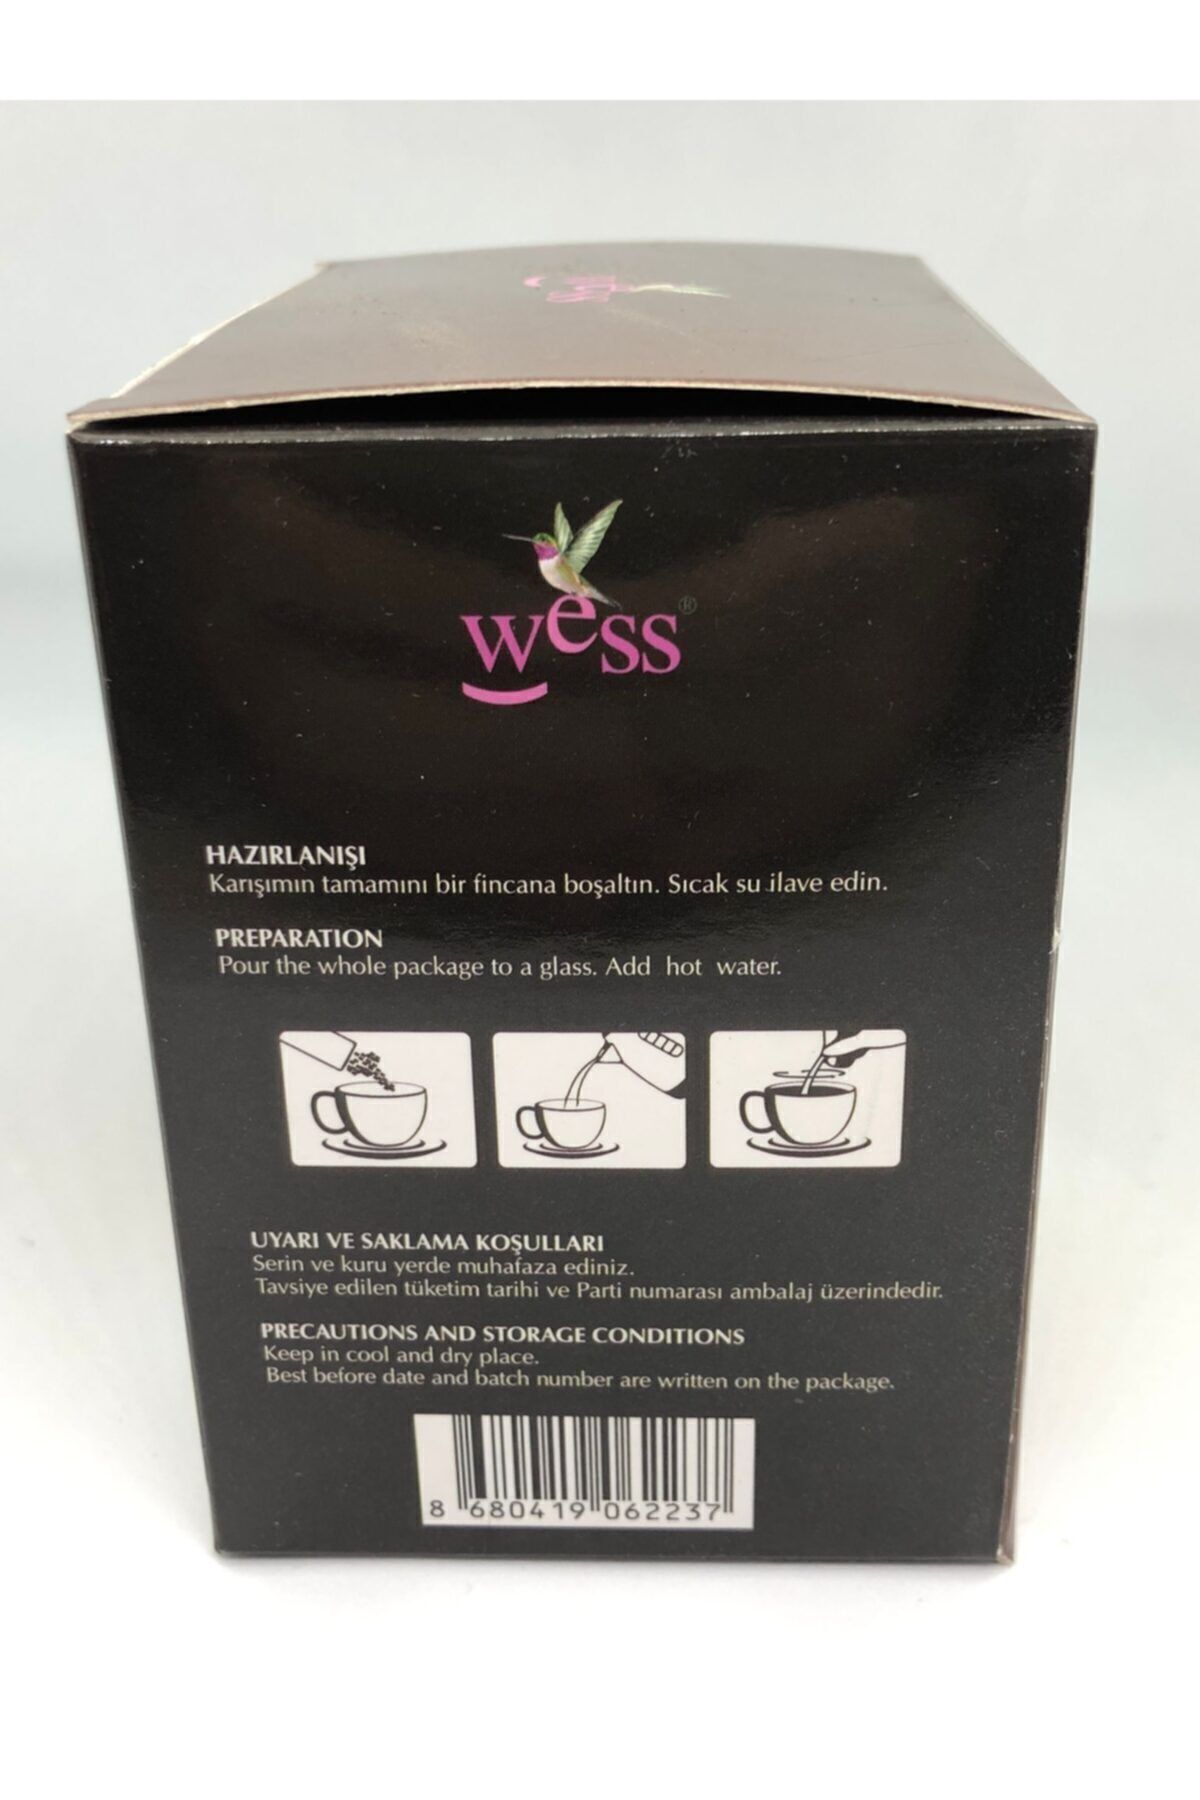 wess
wess®
HAZIRLANIŞI
Karışımın tamamını bir fincana boşaltın. Sıcak su ilave edin.
PREPARATION
Pour the whole package to a glass. Add hot water.
UYARI VE SAKLAMA KOŞULLARI
Serin ve kuru yerde muhafaza ediniz.
Tavsiye edilen tüketim tarihi ve Parti numarası ambalaj üzerindedir.
PRECAUTIONS AND STORAGE CONDITIONS
Keep in cool and dry place.
Best before date and batch number are written on the package.
8 680419 062237